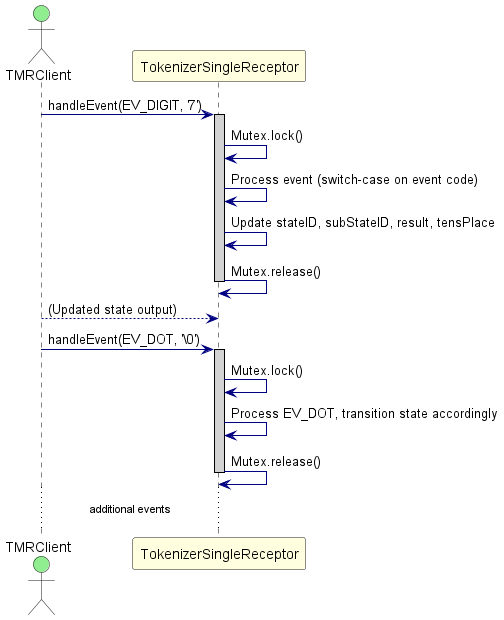 TMRClient
TokenizerSingleReceptor
handleEvent(EV_DIGIT, '7')
Mutex.lock()
Process event (switch-case on event code)
Update stateID, subStateID, result, tensPlace
Mutex.release()
(Updated state output)
handleEvent(EV_DOT, '\0')
Mutex.lock()
Process EV_DOT, transition state accordingly
Mutex.release()
additional events
TMRClient
TokenizerSingleReceptor